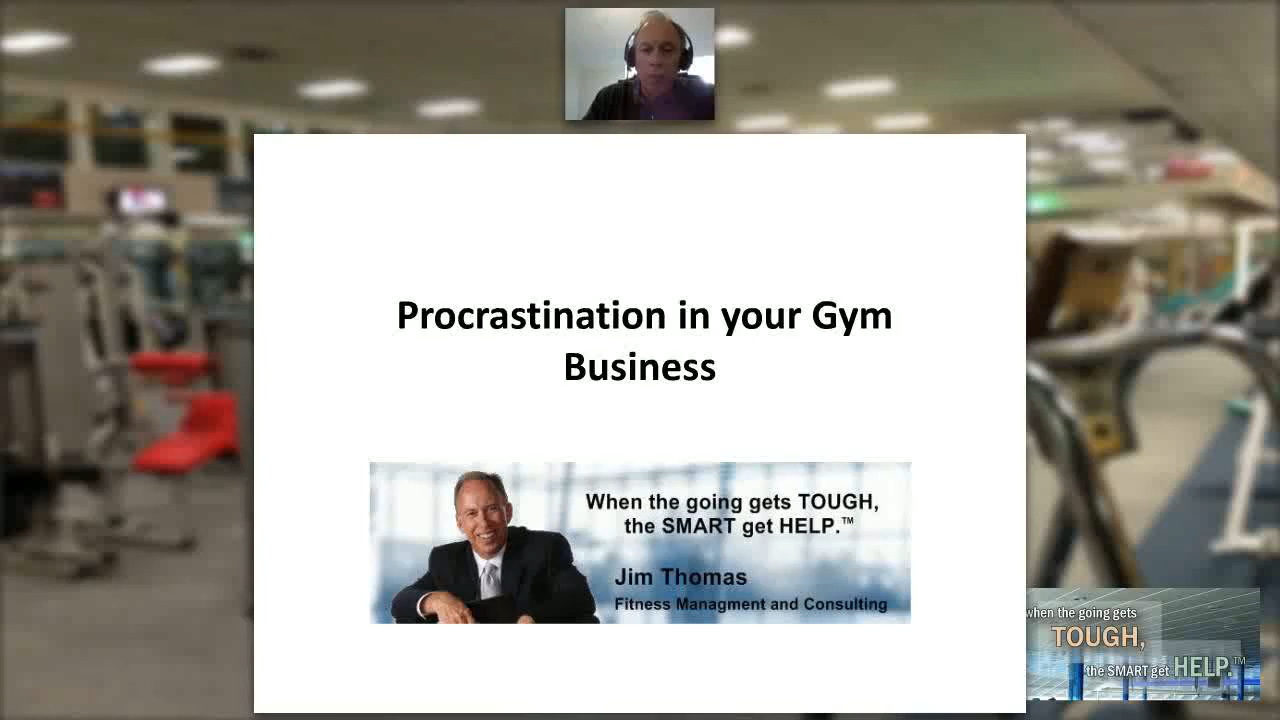 Procrastination in your Gym
Business
When the going gets TOUGH,
the SMART get HELP.™
Jim Thomas
Fitness Managment and Consulting
when the going gets
TOUGH,
the SMART get HELP.™